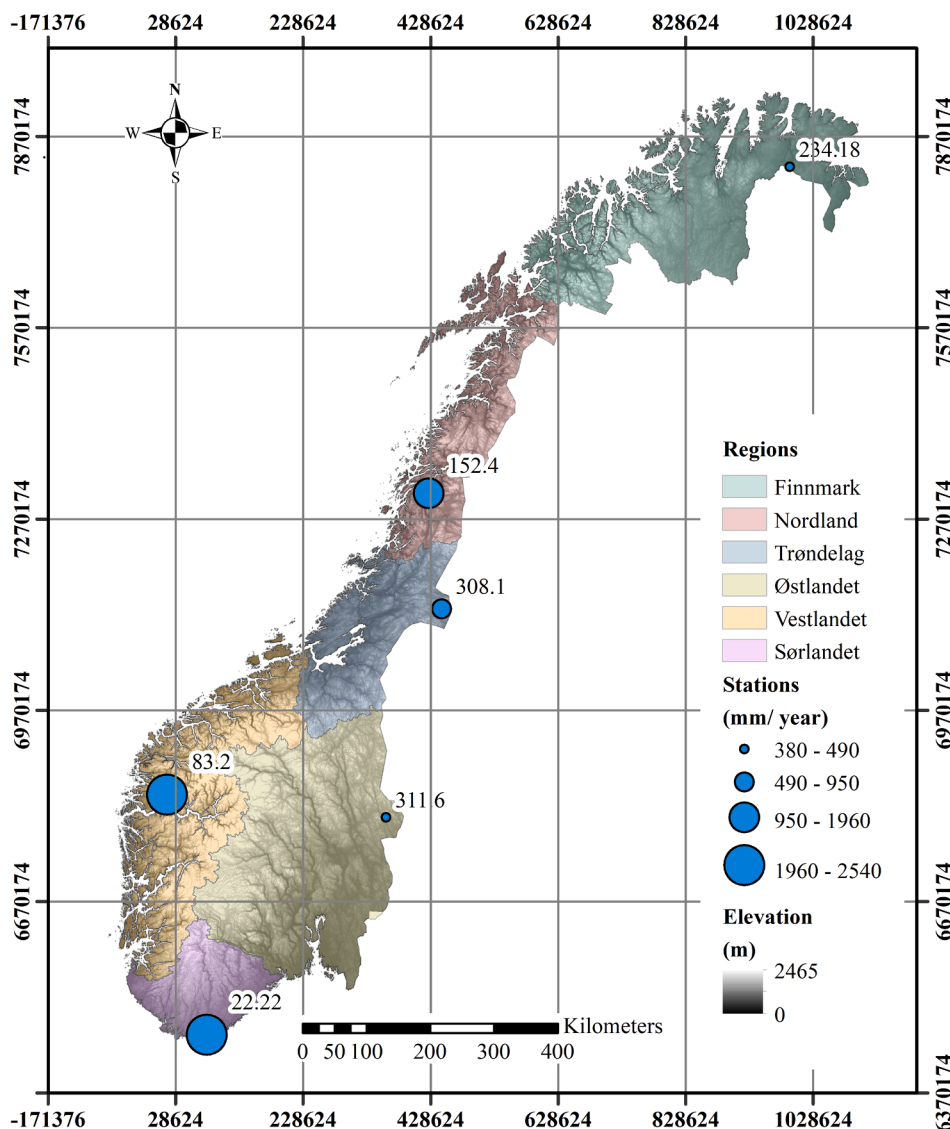 -171376 28624 228624 428624 628624 828624 1028624
N
W E
S
7870174 7870174
234.18
7570174 7570174
152.4
7270174 7270174
308.1
6970174 6970174
83.2
311.6
6670174 6670174
22.22
6370174 6370174
Regions
Finnmark
Nordland
Trøndelag
Østlandet
Vestlandet
Sørlandet
Stations
(mm/ year)
380 - 490
490 - 950
950 - 1960
1960 - 2540
Elevation
(m)
2465
0
Kilometers
0 50 100 200 300 400
-171376 28624 228624 428624 628624 828624 1028624